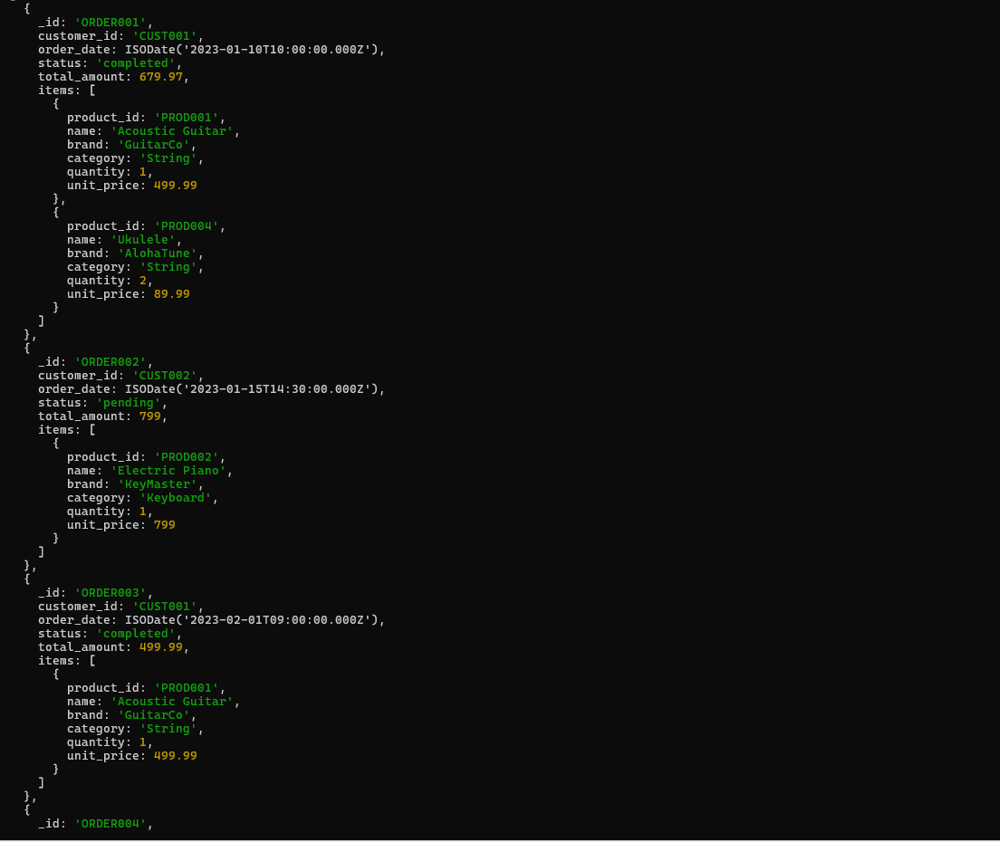 {
_id: 'ORDER001',
customer_id: 'CUST001',
order_date: ISODate('2023-01-10T10:00:00.000Z'),
status: 'completed',
total_amount: 679.97,
items: [
{
product_id: 'PROD001',
name: 'Acoustic Guitar',
brand: 'GuitarCo',
category: 'String',
quantity: 1,
unit_price: 499.99
},
{
product_id: 'PROD004',
name: 'Ukulele',
brand: 'AlohaTune',
category: 'String',
quantity: 2,
unit_price: 89.99
}
]
},
{
_id: 'ORDER002',
customer_id: 'CUST002',
order_date: ISODate('2023-01-15T14:30:00.000Z'),
status: 'pending',
total_amount: 799,
items: [
{
product_id: 'PROD002',
name: 'Electric Piano',
brand: 'KeyMaster',
category: 'Keyboard',
quantity: 1,
unit_price: 799
}
]
},
{
_id: 'ORDER003',
customer_id: 'CUST001',
order_date: ISODate('2023-02-01T09:00:00.000Z'),
status: 'completed',
total_amount: 499.99,
items: [
{
product_id: 'PROD001',
name: 'Acoustic Guitar',
brand: 'GuitarCo',
category: 'String',
quantity: 1,
unit_price: 499.99
}
]
},
{
_id: 'ORDER004',